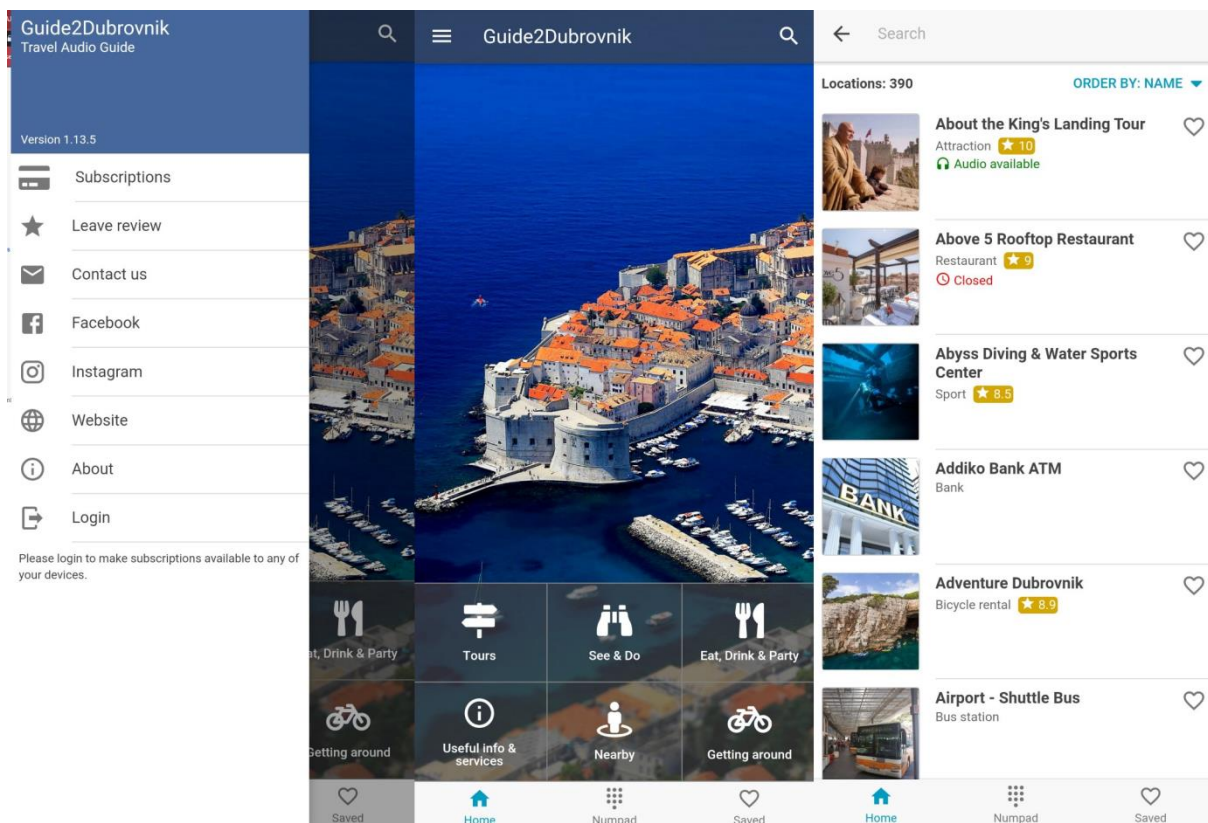 Guide2Dubrovnik
Travel Audio Guide
Version 1.13.5
Subscriptions
Leave review
Contact us
Facebook
Instagram
Website
About
Login
Please login to make subscriptions available to any of
your devices.
at, Drink & Party
Getting around
Saved
Guide2Dubrovnik
Tours
See & Do
Eat, Drink & Party
Useful info &
services
Nearby
Getting around
Home
Numpad
Saved
Search
Locations: 390
ORDER BY: NAME
About the King's Landing Tour
Attraction 10
Audio available
Above 5 Rooftop Restaurant
Restaurant 9
Closed
Abyss Diving & Water Sports
Center
Sport 8.5
Addiko Bank ATM
Bank
BANK
Adventure Dubrovnik
Bicycle rental 8.9
Airport - Shuttle Bus
Bus station
Home
Numpad
Saved